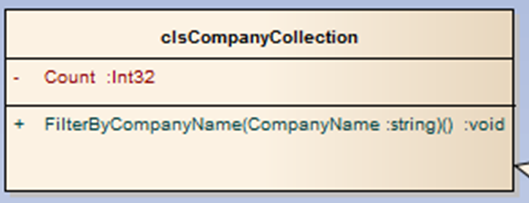 clsCompanyCollection
- Count :Int32
+ FilterByCompanyName(CompanyName :string)() :void